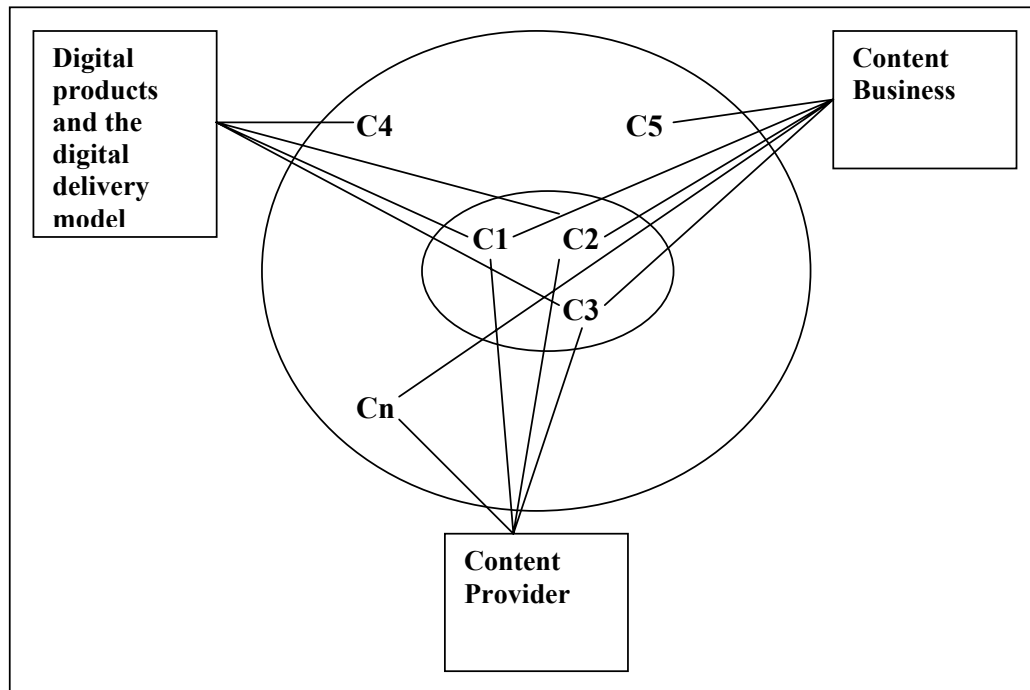 Digital
products
and the
digital
delivery
model
Content
Business
C4
C5
C1
C2
C3
Cn
Content
Provider